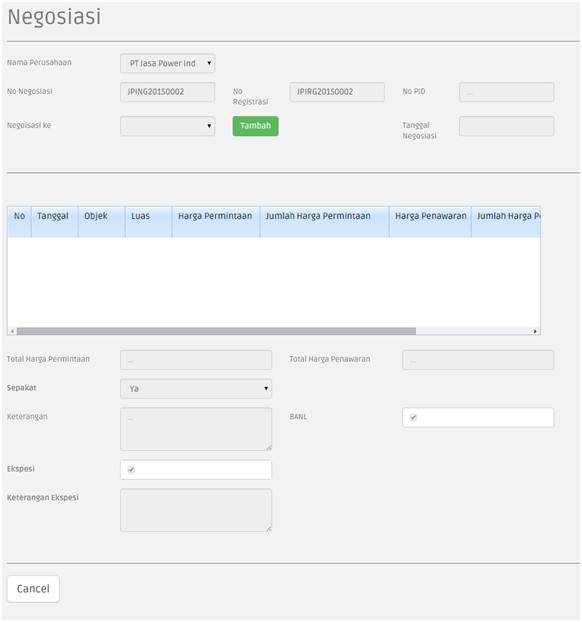 Negosiasi
Nama Perusahaan PT Jasa Power Ind
No Negosiasi JPING20150002 No Registrasi JPIRG20150002 No PID ...
Negoisasi ke Tambah Tanggal Negosiasi
No Tanggal Objek Luas Harga Permintaan Jumlah Harga Permintaan Harga Penawaran Jumlah Harga P
Total Harga Permintaan ... Total Harga Penawaran ...
Sepakat Ya
Keterangan ... BANL
Ekspesi
Keterangan Ekspesi
Cancel